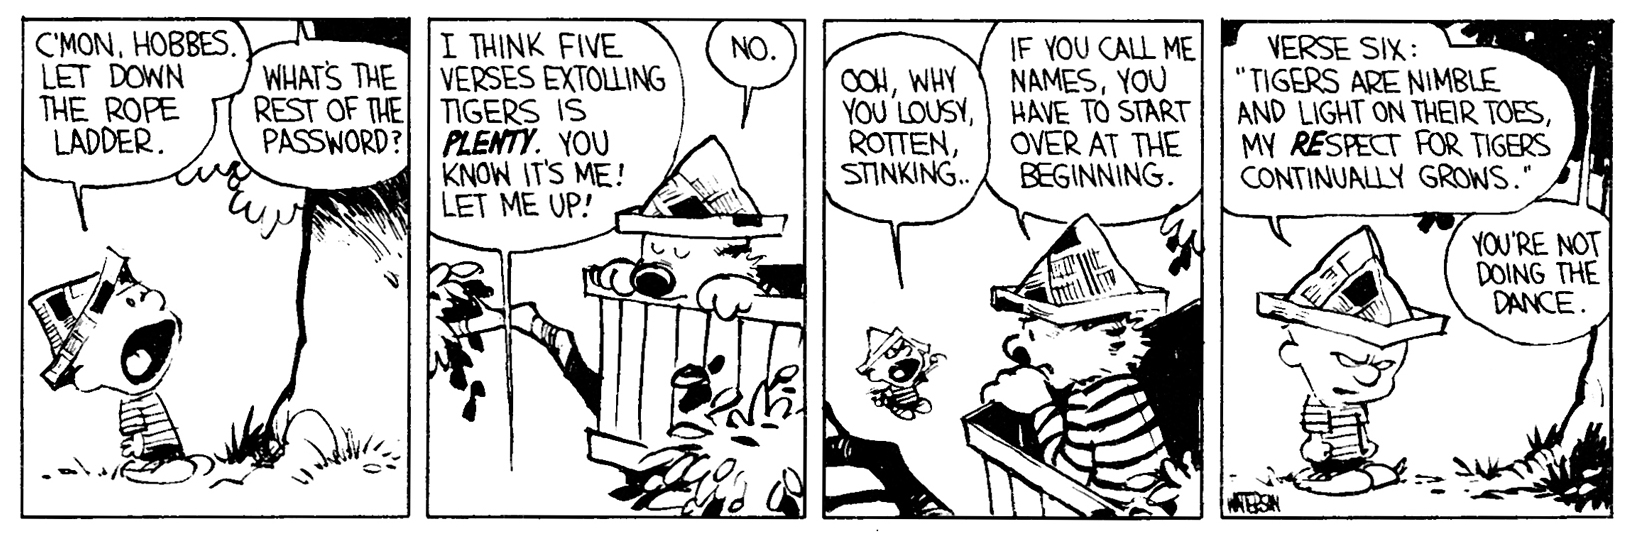 C'MON, HOBBES.
LET DOWN
THE ROPE
LADDER.
WHAT'S THE
REST OF THE
PASSWORD?
I THINK FIVE
VERSES EXTOLLING
TIGERS IS
PLENTY. YOU
KNOW IT'S ME!
LET ME UP!
NO.
OOH, WHY
YOU LOUSY,
ROTTEN,
STINKING..
IF YOU CALL ME
NAMES, YOU
HAVE TO START
OVER AT THE
BEGINNING.
VERSE SIX:
"TIGERS ARE NIMBLE
AND LIGHT ON THEIR TOES,
MY RESPECT FOR TIGERS
CONTINUALLY GROWS."
YOU'RE NOT
DOING THE
DANCE.
WATTERSON